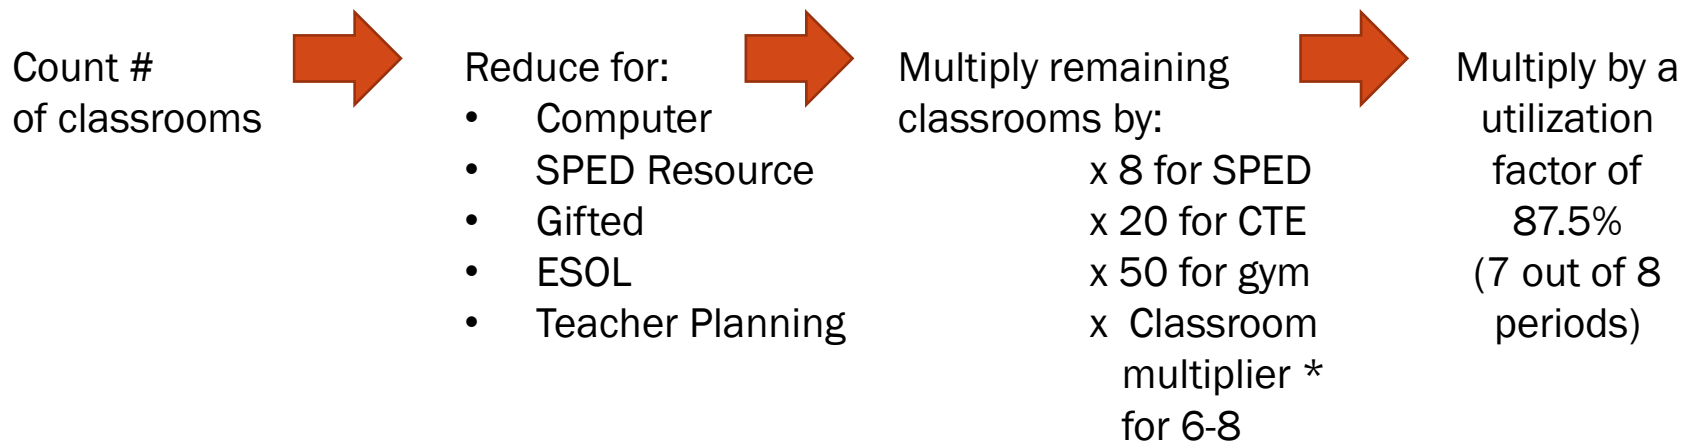 Count #
of classrooms
Reduce for:
• Computer
• SPED Resource
• Gifted
• ESOL
• Teacher Planning
Multiply remaining
classrooms by:
x 8 for SPED
x 20 for CTE
x 50 for gym
x Classroom
multiplier *
for 6-8
Multiply by a
utilization
factor of
87.5%
(7 out of 8
periods)